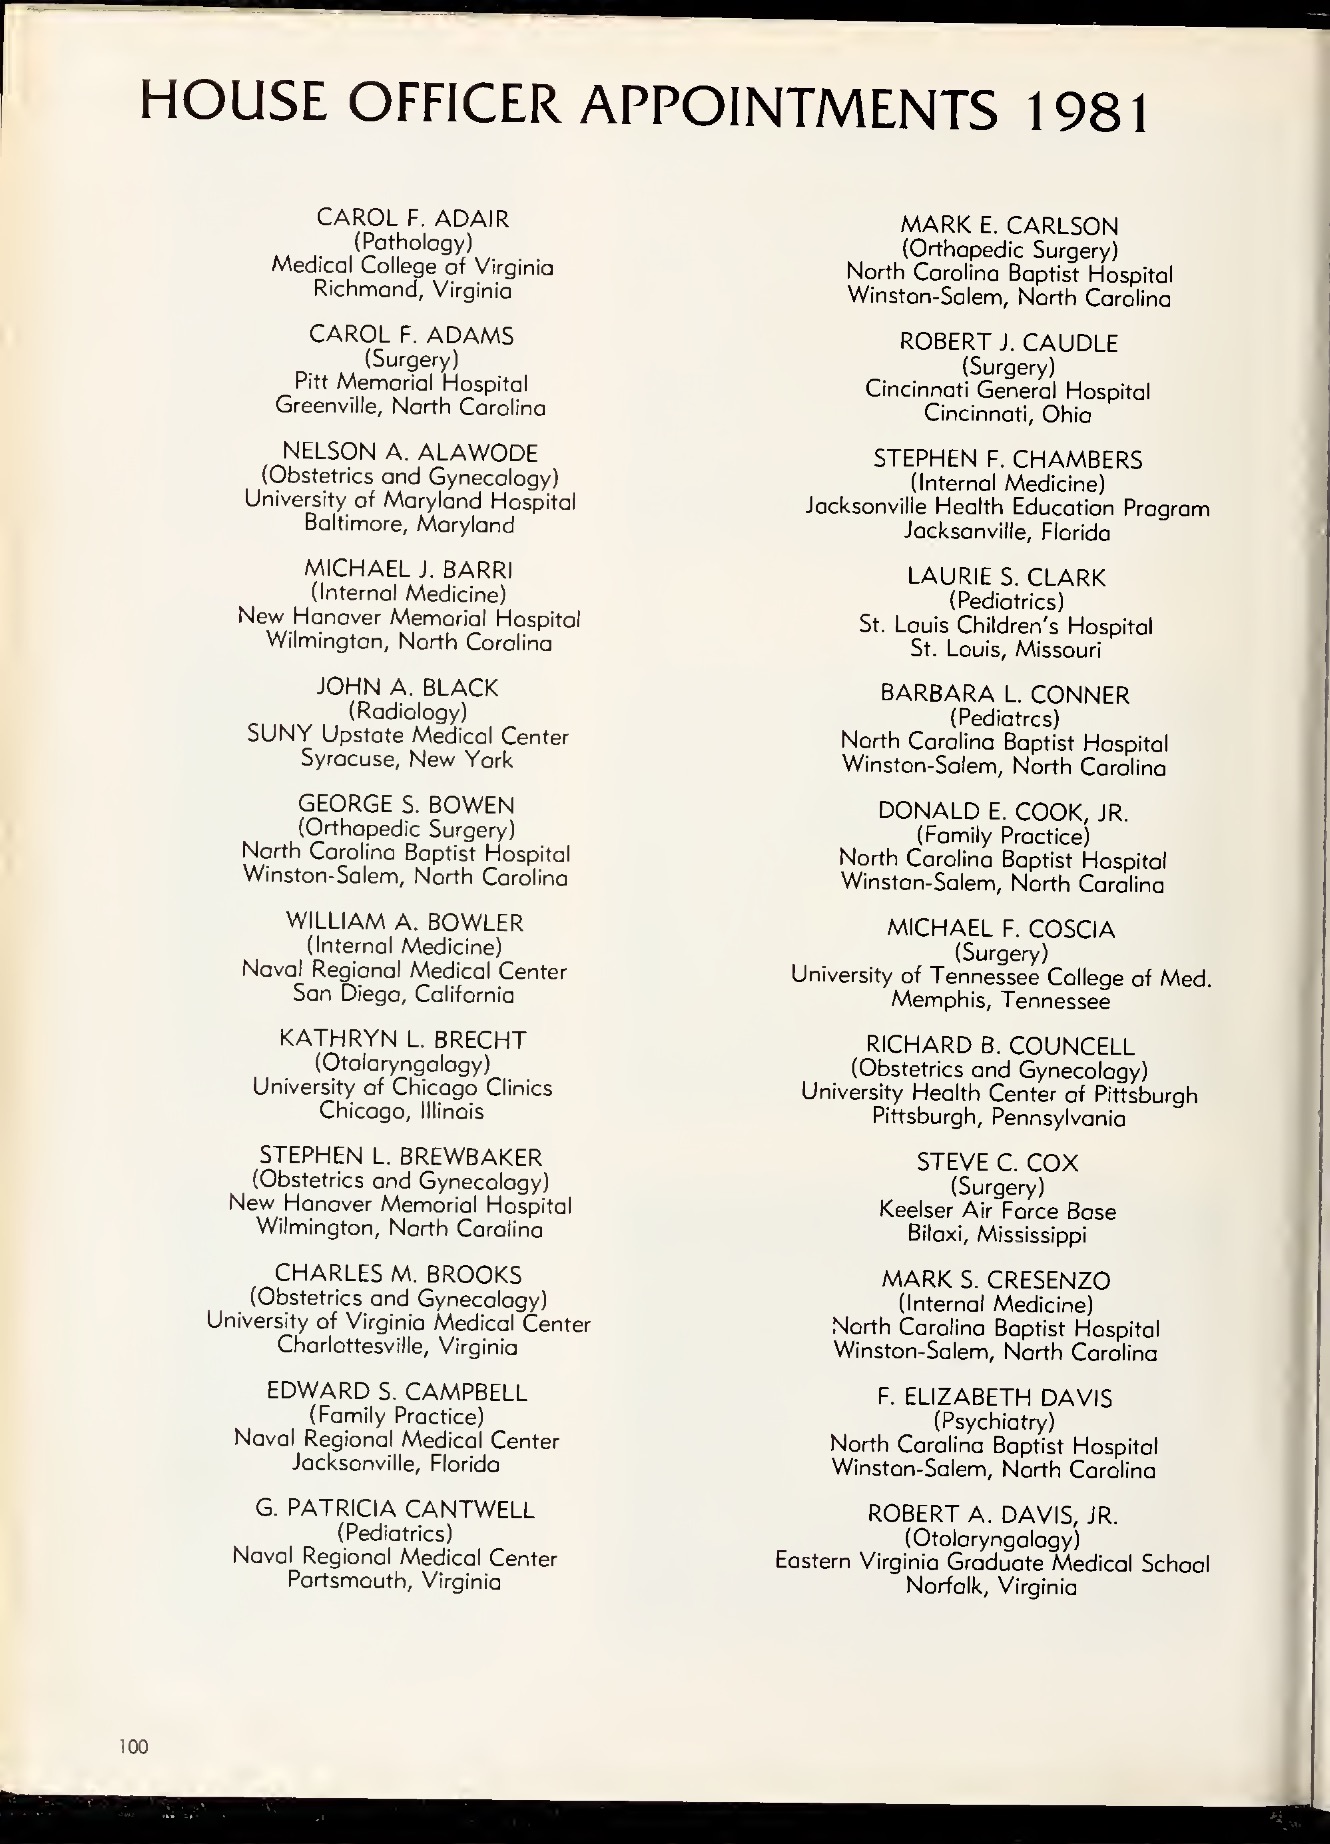 HOUSE OFFICER APPOINTMENTS 1981
CAROL F. ADAIR
(Pathology)
Medical College of Virginia
Richmond, Virginia
CAROL F. ADAMS
(Surgery)
Pitt Memorial Hospital
Greenville, North Carolina
NELSON A. ALAWODE
(Obstetrics and Gynecology)
University of Maryland Hospital
Baltimore, Maryland
MICHAEL J. BARRI
(Internal Medicine)
New Hanover Memorial Hospital
Wilmington, North Carolina
JOHN A. BLACK
(Radiology)
SUNY Upstate Medical Center
Syracuse, New York
GEORGE S. BOWEN
(Orthopedic Surgery)
North Carolina Baptist Hospital
Winston-Salem, North Carolina
WILLIAM A. BOWLER
(Internal Medicine)
Naval Regional Medical Center
San Diego, California
KATHRYN L. BRECHT
(Otolaryngology)
University of Chicago Clinics
Chicago, Illinois
STEPHEN L. BREWBAKER
(Obstetrics and Gynecology)
New Hanover Memorial Hospital
Wilmington, North Carolina
CHARLES M. BROOKS
(Obstetrics and Gynecology)
University of Virginia Medical Center
Charlottesville, Virginia
EDWARD S. CAMPBELL
(Family Practice)
Naval Regional Medical Center
Jacksonville, Florida
G. PATRICIA CANTWELL
(Pediatrics)
Naval Regional Medical Center
Portsmouth, Virginia
MARK E. CARLSON
(Orthopedic Surgery)
North Carolina Baptist Hospital
Winston-Salem, North Carolina
ROBERT J. CAUDLE
(Surgery)
Cincinnati General Hospital
Cincinnati, Ohio
STEPHEN F. CHAMBERS
(Internal Medicine)
Jacksonville Health Education Program
Jacksonville, Florida
LAURIE S. CLARK
(Pediatrics)
St. Louis Children's Hospital
St. Louis, Missouri
BARBARA L. CONNER
(Pediatrcs)
North Carolina Baptist Hospital
Winston-Salem, North Carolina
DONALD E. COOK, JR.
(Family Practice)
North Carolina Baptist Hospital
Winston-Salem, North Carolina
MICHAEL F. COSCIA
(Surgery)
University of Tennessee College of Med.
Memphis, Tennessee
RICHARD B. COUNCELL
(Obstetrics and Gynecology)
University Health Center of Pittsburgh
Pittsburgh, Pennsylvania
STEVE C. COX
(Surgery)
Keelser Air Force Base
Biloxi, Mississippi
MARK S. CRESENZO
(Internal Medicine)
North Carolina Baptist Hospital
Winston-Salem, North Carolina
F. ELIZABETH DAVIS
(Psychiatry)
North Carolina Baptist Hospital
Winston-Salem, North Carolina
ROBERT A. DAVIS, JR.
(Otolaryngology)
Eastern Virginia Graduate Medical School
Norfolk, Virginia
100